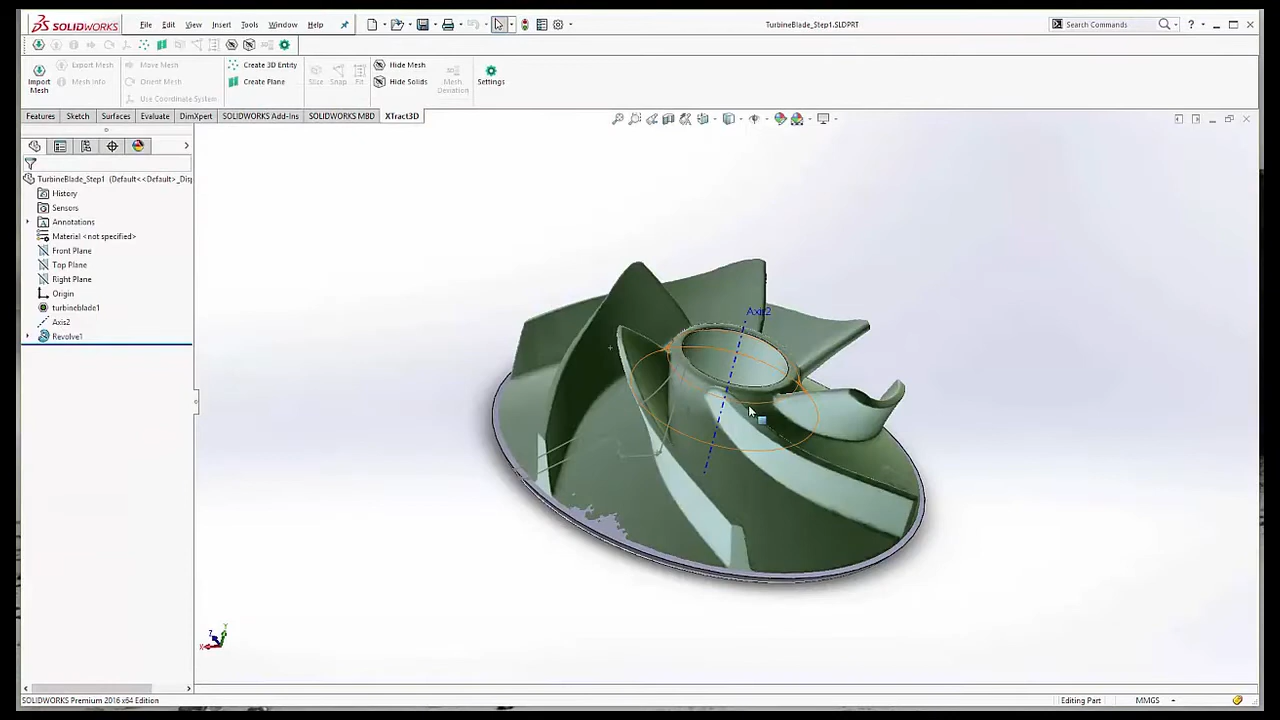 SOLIDWORKS File Edit View Insert Tools Window Help TurbineBlade_Step1.SLDPRT Search Commands
Import Mesh
Export Mesh
Mesh Info
Move Mesh
Orient Mesh
Use Coordinate System
Create 3D Entity
Create Plane
Slice
Snap
Fit
Hide Mesh
Hide Solids
Mesh Deviation
Settings
Features Sketch Surfaces Evaluate DimXpert SOLIDWORKS Add-Ins SOLIDWORKS MBD XTract3D
TurbineBlade_Step1 (Default<<Default>_Disp
History
Sensors
Annotations
Material <not specified>
Front Plane
Top Plane
Right Plane
Origin
turbineblade1
Axis2
Revolve1
Axis2
Y
Z
X
SOLIDWORKS Premium 2016 x64 Edition Editing Part MMGS